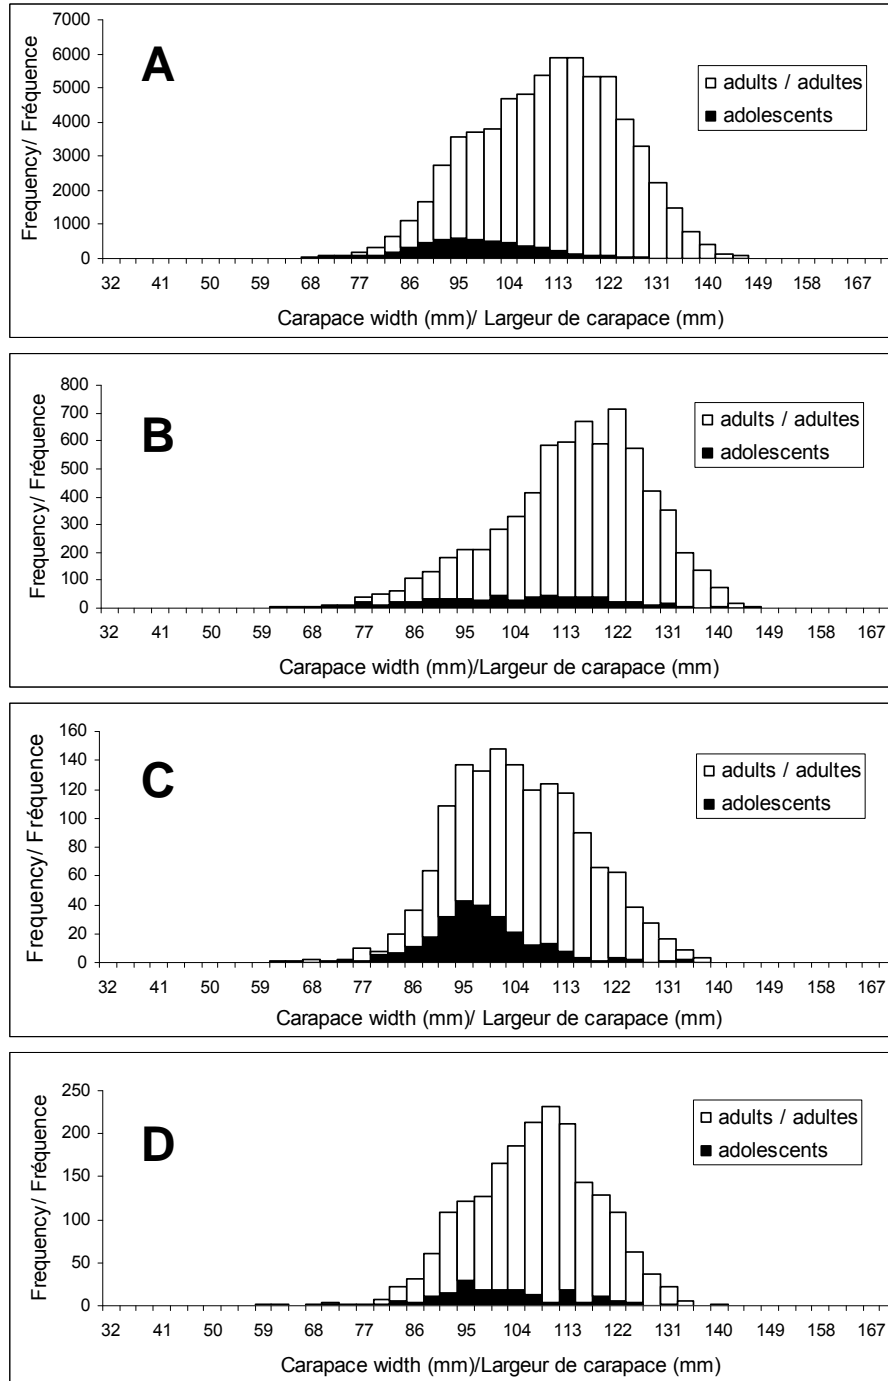 A
Frequency/ Fréquence
7000
6000
5000
4000
3000
2000
1000
0
adults / adultes
adolescents
32 41 50 59 68 77 86 95 104 113 122 131 140 149 158 167
Carapace width (mm)/ Largeur de carapace (mm)
B
Frequency/ Fréquence
800
700
600
500
400
300
200
100
0
adults / adultes
adolescents
32 41 50 59 68 77 86 95 104 113 122 131 140 149 158 167
Carapace width (mm)/Largeur de carapace (mm)
C
Frequency/ Fréquence
160
140
120
100
80
60
40
20
0
adults / adultes
adolescents
32 41 50 59 68 77 86 95 104 113 122 131 140 149 158 167
Carapace width (mm)/ Largeur de carapace (mm)
D
Frequency/ Fréquence
250
200
150
100
50
0
adults / adultes
adolescents
32 41 50 59 68 77 86 95 104 113 122 131 140 149 158 167
Carapace width (mm)/Largeur de carapace (mm)